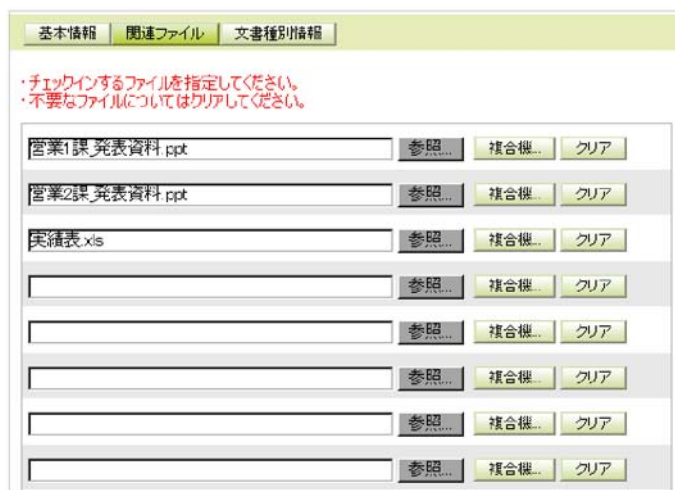 基本情報 関連ファイル 文書種別情報
・チェックインするファイルを指定してください。
・不要なファイルについてはクリアしてください。
営業1課_発表資料.ppt 参照... 複合機... クリア
営業2課_発表資料.ppt 参照... 複合機... クリア
実績表.xls 参照... 複合機... クリア
参照... 複合機... クリア
参照... 複合機... クリア
参照... 複合機... クリア
参照... 複合機... クリア
参照... 複合機... クリア